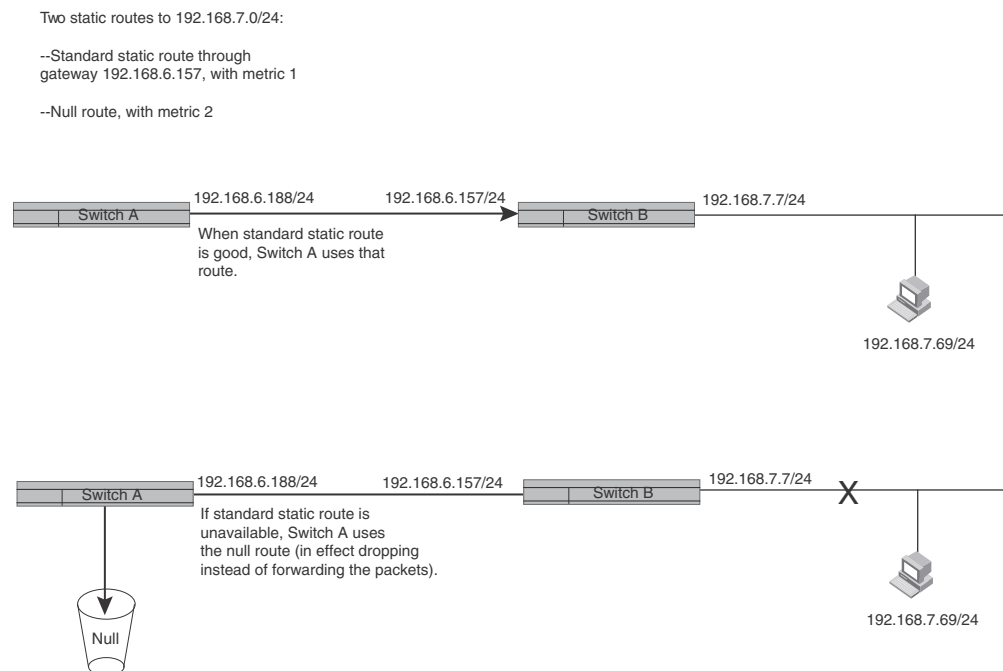 Two static routes to 192.168.7.0/24:
--Standard static route through
gateway 192.168.6.157, with metric 1
--Null route, with metric 2
192.168.6.188/24
192.168.6.157/24
192.168.7.7/24
Switch A
Switch B
When standard static route
is good, Switch A uses that
route.
192.168.7.69/24
192.168.6.188/24
192.168.6.157/24
192.168.7.7/24
Switch A
Switch B
X
If standard static route is
unavailable, Switch A uses
the null route (in effect dropping
instead of forwarding the packets).
192.168.7.69/24
Null